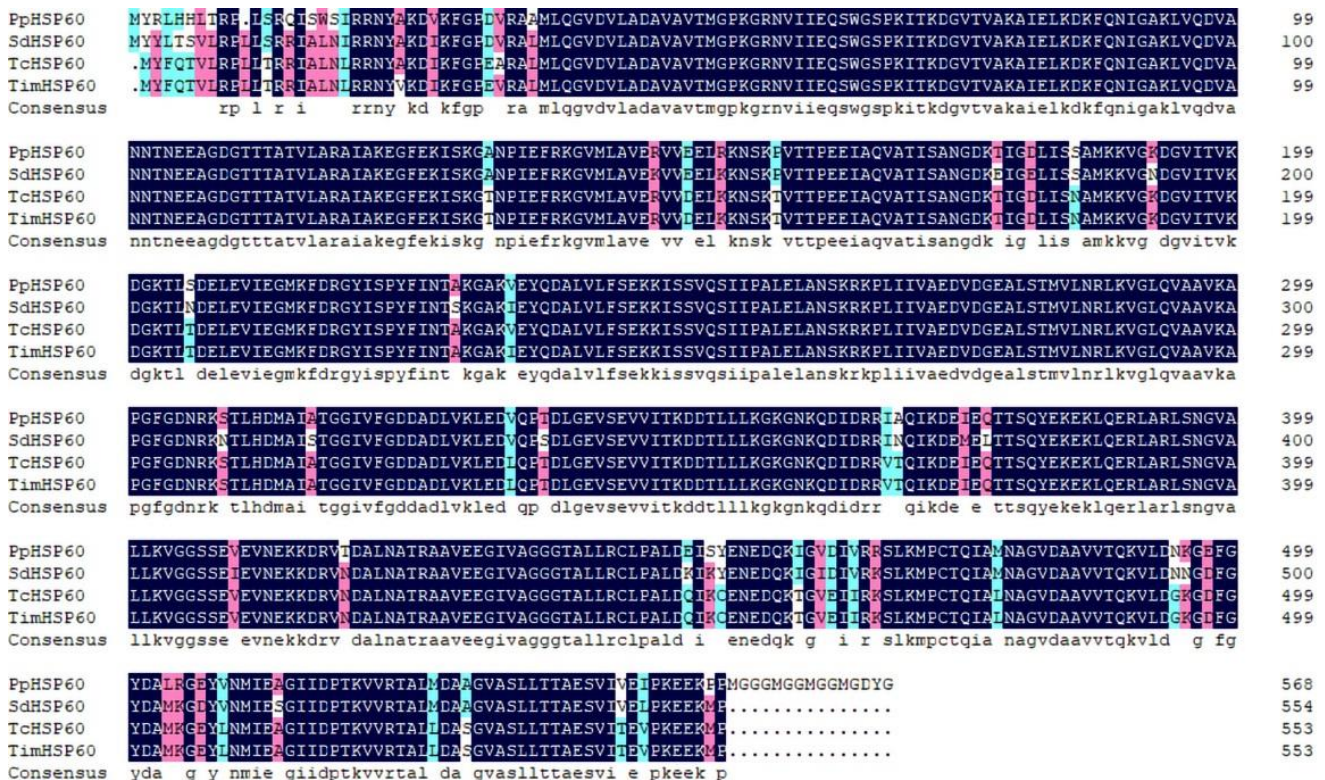 PpHSP60 MYRLHHLTRP.LSRQISWSIRRNYAKDVKFGPDVRAAMLQGVDVLADAVAVTMGPKGRNVIIEQSWGSPKITKDGVTVAKAIELKDKFQNIGAKLVQDVA 99
SdHSP60 MYYLTSVLRPLLSRRIALNIRRNYAKDIKFGPDVRALMLQGVDVLADAVAVTMGPKGRNVIIEQSWGSPKITKDGVTVAKAIELKDKFQNIGAKLVQDVA 100
TcHSP60 .MYFQTVLRPLLTRRIALNLRRNYAKDIKFGPEARALMLQGVDVLADAVAVTMGPKGRNVIIEQSWGSPKITKDGVTVAKAIELKDKFQNIGAKLVQDVA 99
TimHSP60 .MYFQTVLRPLLTRRIALNLRRNYVKDIKFGPEVRALMLQGVDVLADAVAVTMGPKGRNVIIEQSWGSPKITKDGVTVAKAIELKDKFQNIGAKLVQDVA 99
Consensus rp l r i rrny kd kfgp ra mlqgvdvladavavtmgpkgrnviieqswgspkitkdgvtvakaielkdkfqnigaklvqdva
PpHSP60 NNTNEEAGDGTTTATVLARAIAKEGFEKISKGANPIEFRKGVMLAVERVVEELRKNSKPVTTPEEIAQVATISANGDKTIGDLISSAMKKVGKDGVITVK 199
SdHSP60 NNTNEEAGDGTTTATVLARAIAKEGFEKISKGANPIEFRKGVMLAVEKVVEELKKNSKPVTTPEEIAQVATISANGDKEIGELISSAMKKVGNDGVITVK 200
TcHSP60 NNTNEEAGDGTTTATVLARAIAKEGFEKISKGTNPIEFRKGVMLAVERVVDELKKNSKTVTTPEEIAQVATISANGDKTIGDLISNAMKKVGKDGVITVK 199
TimHSP60 NNTNEEAGDGTTTATVLARAIAKEGFEKISKGTNPIEFRKGVMLAVERVVDELKKNSKTVTTPEEIAQVATISANGDKTIGDLISNAMKKVGKDGVITVK 199
Consensus nntneeagdgtttatvlaraiakegfekiskg npiefrkgvmlave vv el knsk vttpeeiaqvatisangdk ig lis amkkvg dgvitvk
PpHSP60 DGKTLSDELEVIEGMKFDRGYISPYFINTAKGAKVEYQDALVLFSEKKISSVQSIIPALELANSKRKPLIIVAEDVDGEALSTMVLNRLKVGLQVAAVKA 299
SdHSP60 DGKTLNDELEVIEGMKFDRGYISPYFINTSKGAKIEYQDALVLFSEKKISSVQSIIPALELANSKRKPLIIVAEDVDGEALSTMVLNRLKVGLQVAAVKA 300
TcHSP60 DGKTLTDELEVIEGMKFDRGYISPYFINTAKGAKVEYQDALVLFSEKKISSVQSIIPALELANSKRKPLIIVAEDVDGEALSTMVLNRLKVGLQVAAVKA 299
TimHSP60 DGKTLTDELEVIEGMKFDRGYISPYFINTAKGAKIEYQDALVLFSEKKISSVQSIIPALELANSKRKPLIIVAEDVDGEALSTMVLNRLKVGLQVAAVKA 299
Consensus dgktl deleviegmkfdrgyispyfint kgak eyqdalvlfsekkissvqsiipalelanskrkpliivaedvdgealstmvlnrlkvglqvaavka
PpHSP60 PGFGDNRKSTLHDMAIATGGIVFGDDADLVKLEDVQPTDLGEVSEVVITKDDTLLLKGKGNKQDIDRRIAQIKDEIEQTTSQYEKEKLQERLARLSNGVA 399
SdHSP60 PGFGDNRKNTLHDMAISTGGIVFGDDADLVKLEDVQPSDLGEVSEVVITKDDTLLLKGKGNKQDIDRRINQIKDEMELTTSQYEKEKLQERLARLSNGVA 400
TcHSP60 PGFGDNRKSTLHDMAIATGGIVFGDDADLVKLEDLQPTDLGEVSEVVITKDDTLLLKGKGNKQDIDRRVTQIKDEIEQTTSQYEKEKLQERLARLSNGVA 399
TimHSP60 PGFGDNRKSTLHDMAIATGGIVFGDDADLVKLEDLQPTDLGEVSEVVITKDDTLLLKGKGNKQDIDRRVTQIKDEIEQTTSQYEKEKLQERLARLSNGVA 399
Consensus pgfgdnrk tlhdmai tggivfgddadlvkled qp dlgevsevvitkddtlllkgkgnkqdidrr qikde e ttsqyekeklqerlarlsngva
PpHSP60 LLKVGGSSEVEVNEKKDRVTDALNATRAAVEEGIVAGGGTALLRCLPALDEISYENEDQKIGVDIVRRSLKMPCTQIAMNAGVDAAVVTQKVLDNKGEFG 499
SdHSP60 LLKVGGSSEIEVNEKKDRVNDALNATRAAVEEGIVAGGGTALLRCLPALDKIKYENEDQKIGIDIVRKSLKMPCTQIAMNAGVDAAVVTQKVLDNNGDFG 500
TcHSP60 LLKVGGSSEVEVNEKKDRVNDALNATRAAVEEGIVAGGGTALLRCLPALDQIKCENEDQKTGVEIIRKSLKMPCTQIALNAGVDAAVVTQKVLDGKGDFG 499
TimHSP60 LLKVGGSSEVEVNEKKDRVNDALNATRAAVEEGIVAGGGTALLRCLPALDQIKCENEDQKTGVEIIRKSLKMPCTQIALNAGVDAAVVTQKVLDGKGDFG 499
Consensus llkvggsse evnekkdrv dalnatraaveegivagggtallrclpald i enedqk g i r slkmpctqia nagvdaavvtqkvld g fg
PpHSP60 YDALRGEYVNMIEAGIIDPTKVVRTALMDAAGVASLLTTAESVIVEIPKEEKPPMGGGMGGMGGMGDYG 568
SdHSP60 YDAMKGDYVNMIESGIIDPTKVVRTALMDAAGVASLLTTAESVIVELPKEEKMP............... 554
TcHSP60 YDAMKGEYLNMIEAGIIDPTKVVRTALLDASGVASLLTTAESVITEVPKEEKMP............... 553
TimHSP60 YDAMKGEYLNMIEAGIIDPTKVVRTALLDASGVASLLTTAESVITEVPKEEKMP............... 553
Consensus yda g y nmie giidptkvvrtal da gvasllttaesvi e pkeek p